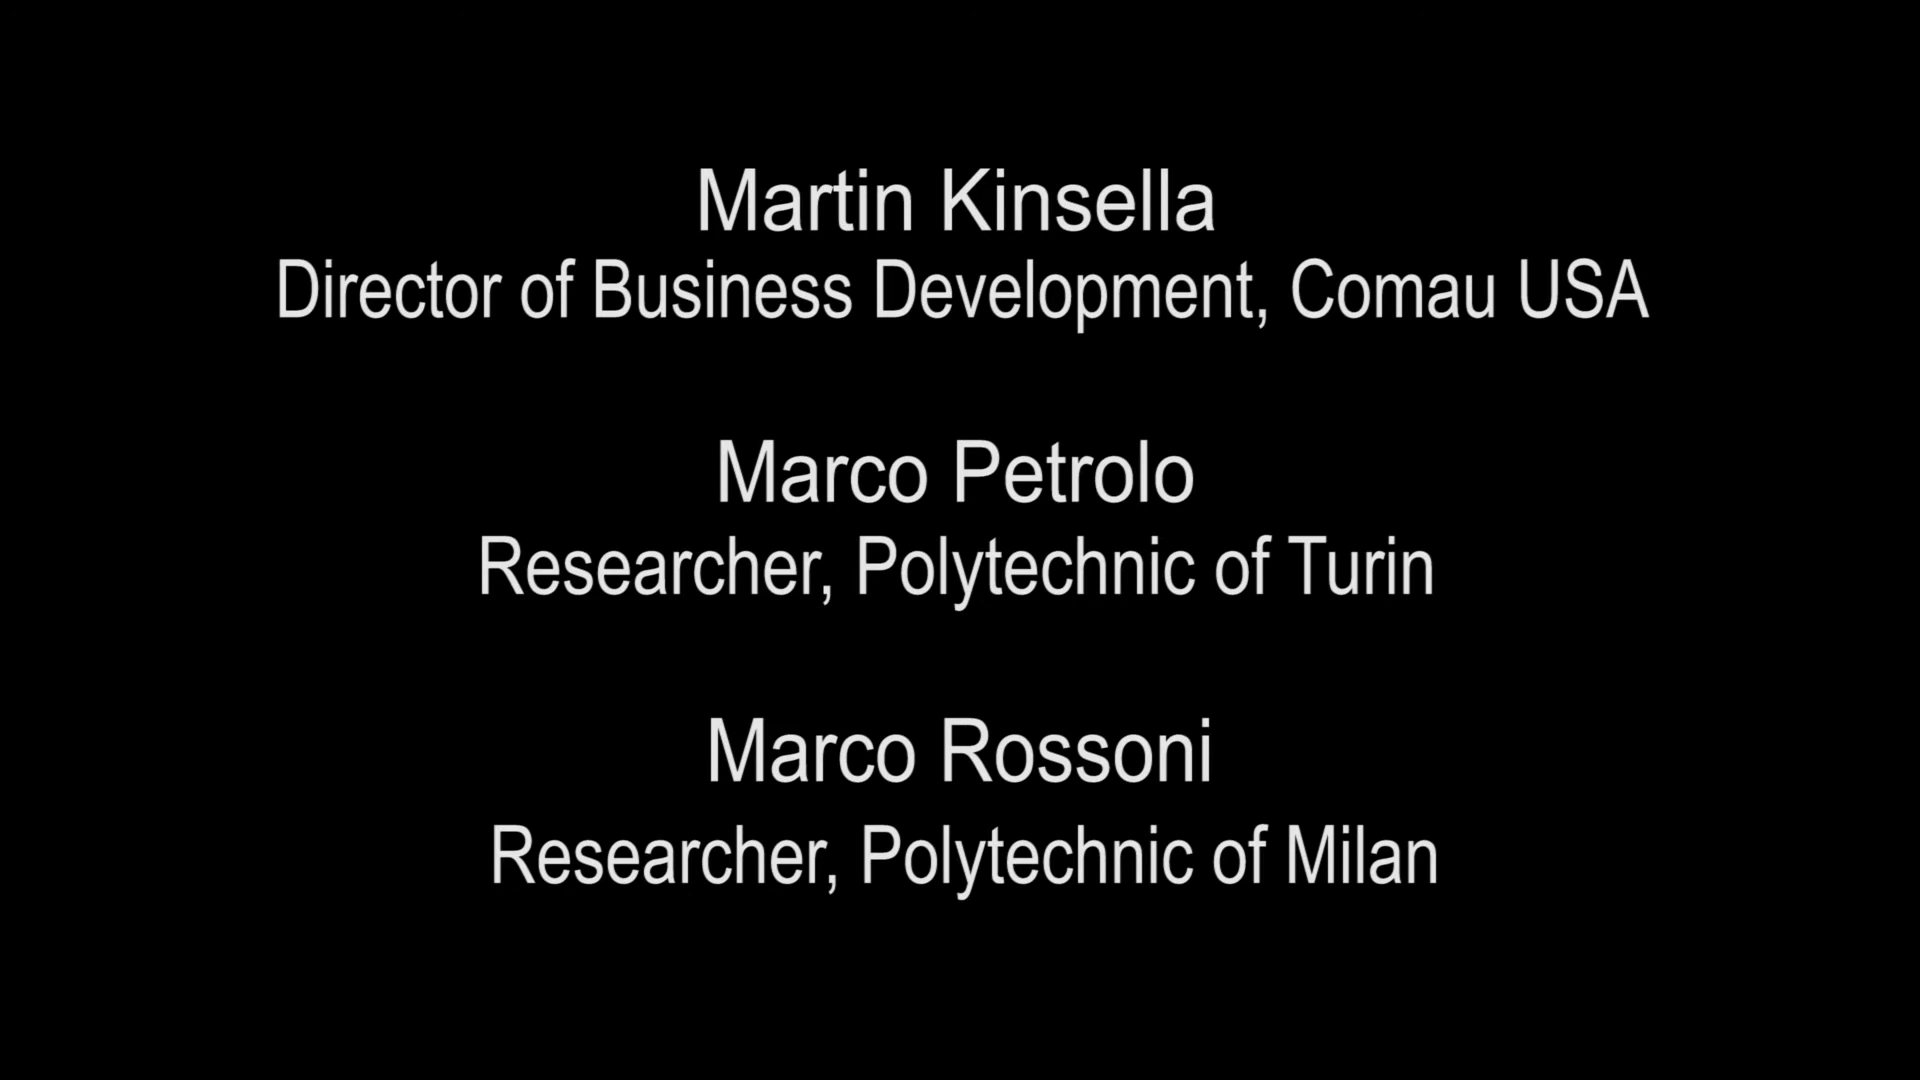 Martin Kinsella
Director of Business Development, Comau USA
Marco Petrolo
Researcher, Polytechnic of Turin
Marco Rossoni
Researcher, Polytechnic of Milan